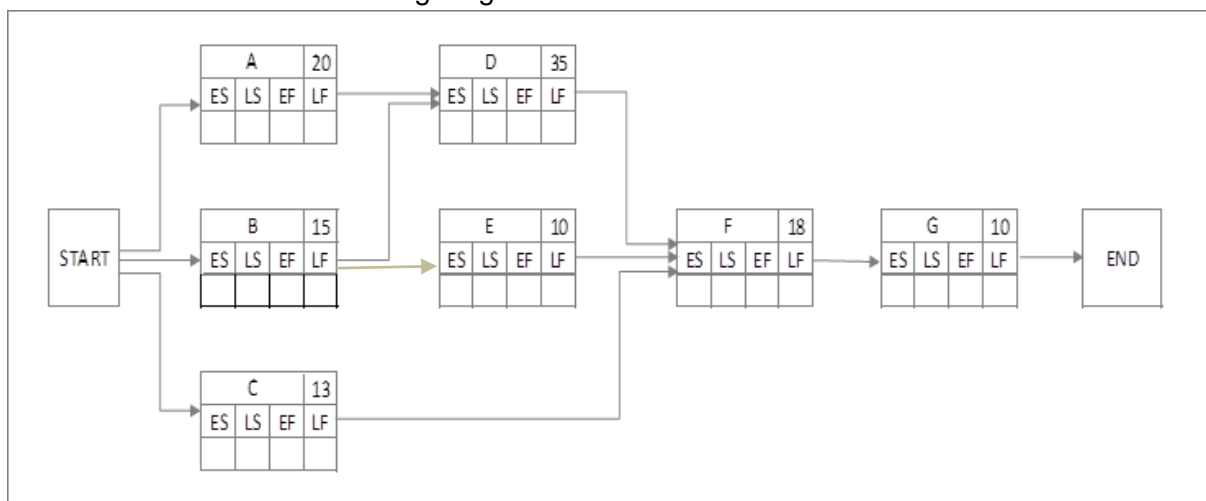 A 20
ES LS EF LF
D 35
ES LS EF LF
START
B 15
ES LS EF LF
E 10
ES LS EF LF
F 18
ES LS EF LF
G 10
ES LS EF LF
END
C 13
ES LS EF LF